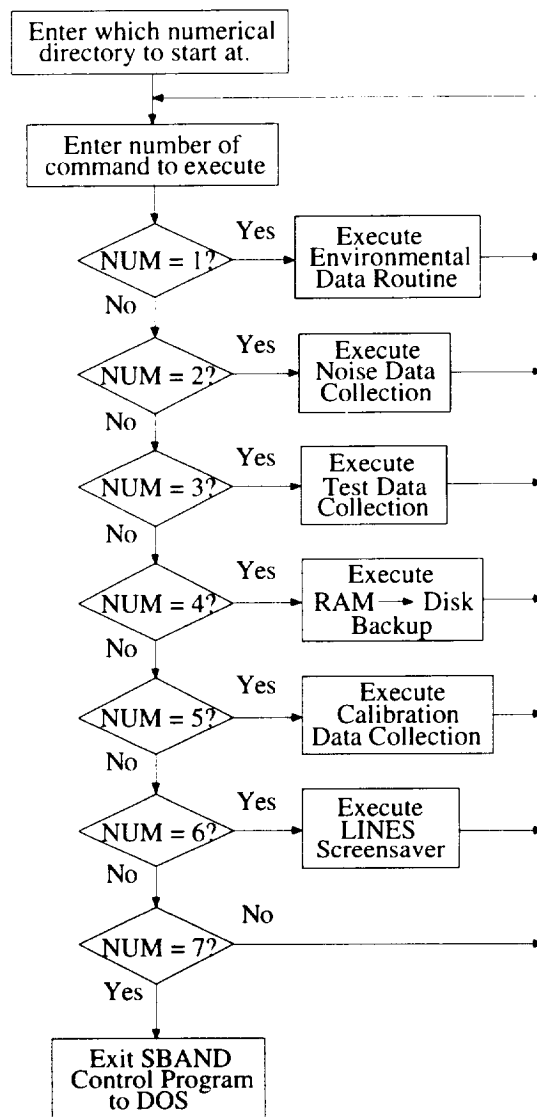 Enter which numerical
directory to start at.
Enter number of
command to execute
NUM = 1?
Yes
Execute
Environmental
Data Routine
No
NUM = 2?
Yes
Execute
Noise Data
Collection
No
NUM = 3?
Yes
Execute
Test Data
Collection
No
NUM = 4?
Yes
Execute
RAM → Disk
Backup
No
NUM = 5?
Yes
Execute
Calibration
Data Collection
No
NUM = 6?
Yes
Execute
LINES
Screensaver
No
NUM = 7?
No
Yes
Exit SBAND
Control Program
to DOS